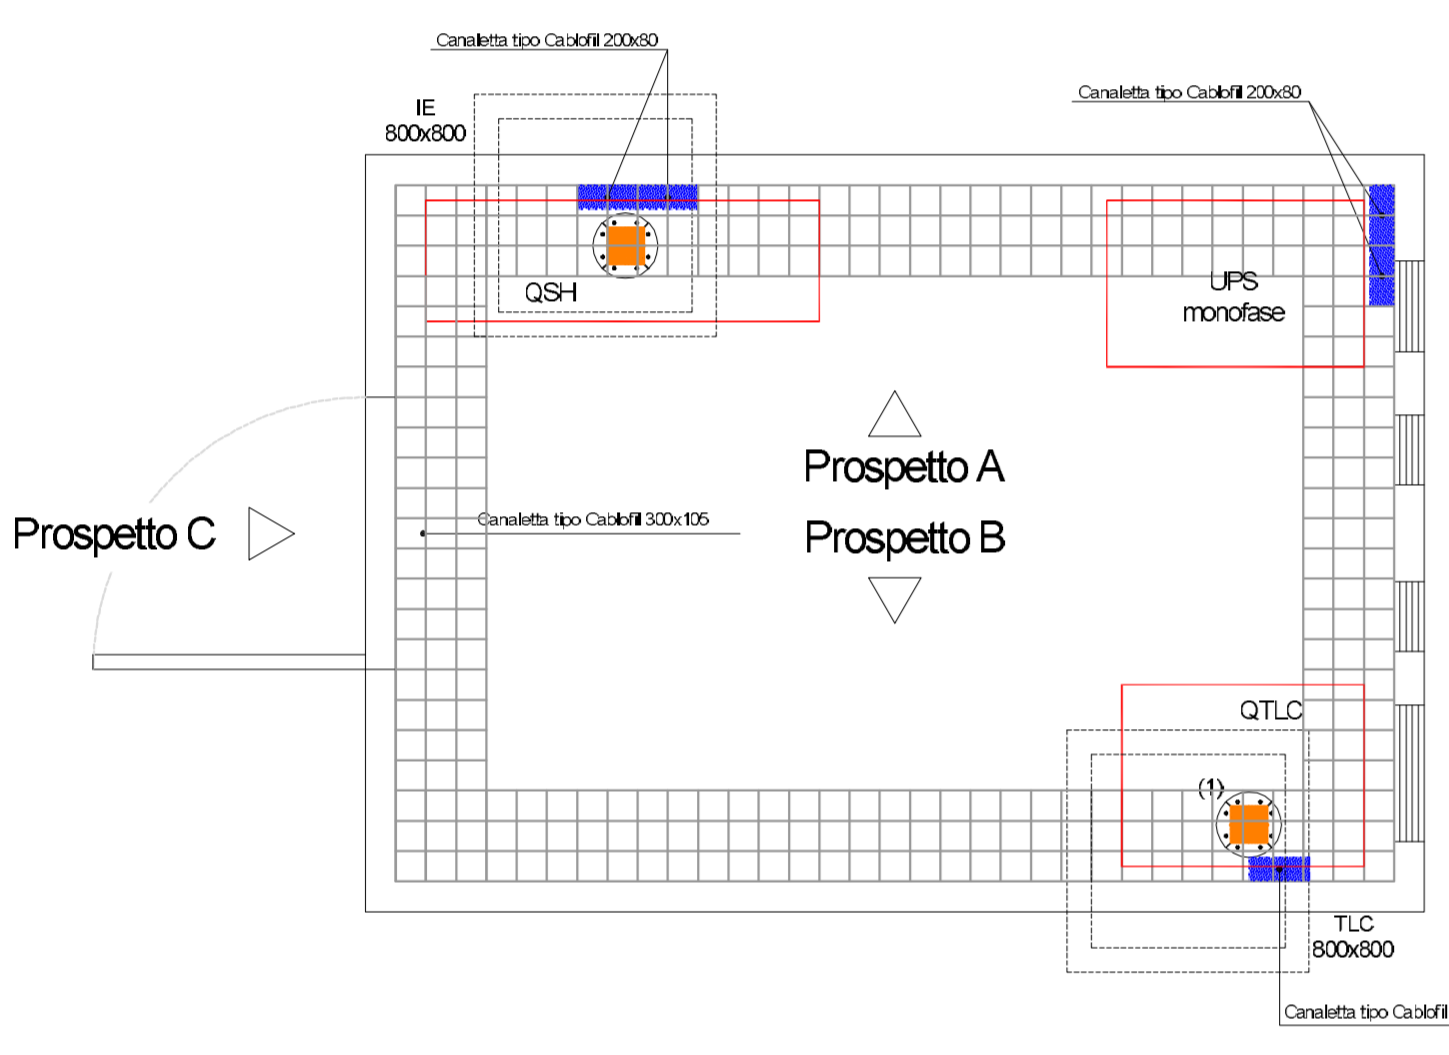 Canaletta tipo Cablofil 200x80
Canaletta tipo Cablofil 200x80
IE
800x800
QSH
UPS
monofase
Prospetto A
Prospetto C
Canaletta tipo Cablofil 300x105
Prospetto B
QTLC
(1)
TLC
800x800
Canaletta tipo Cablofil